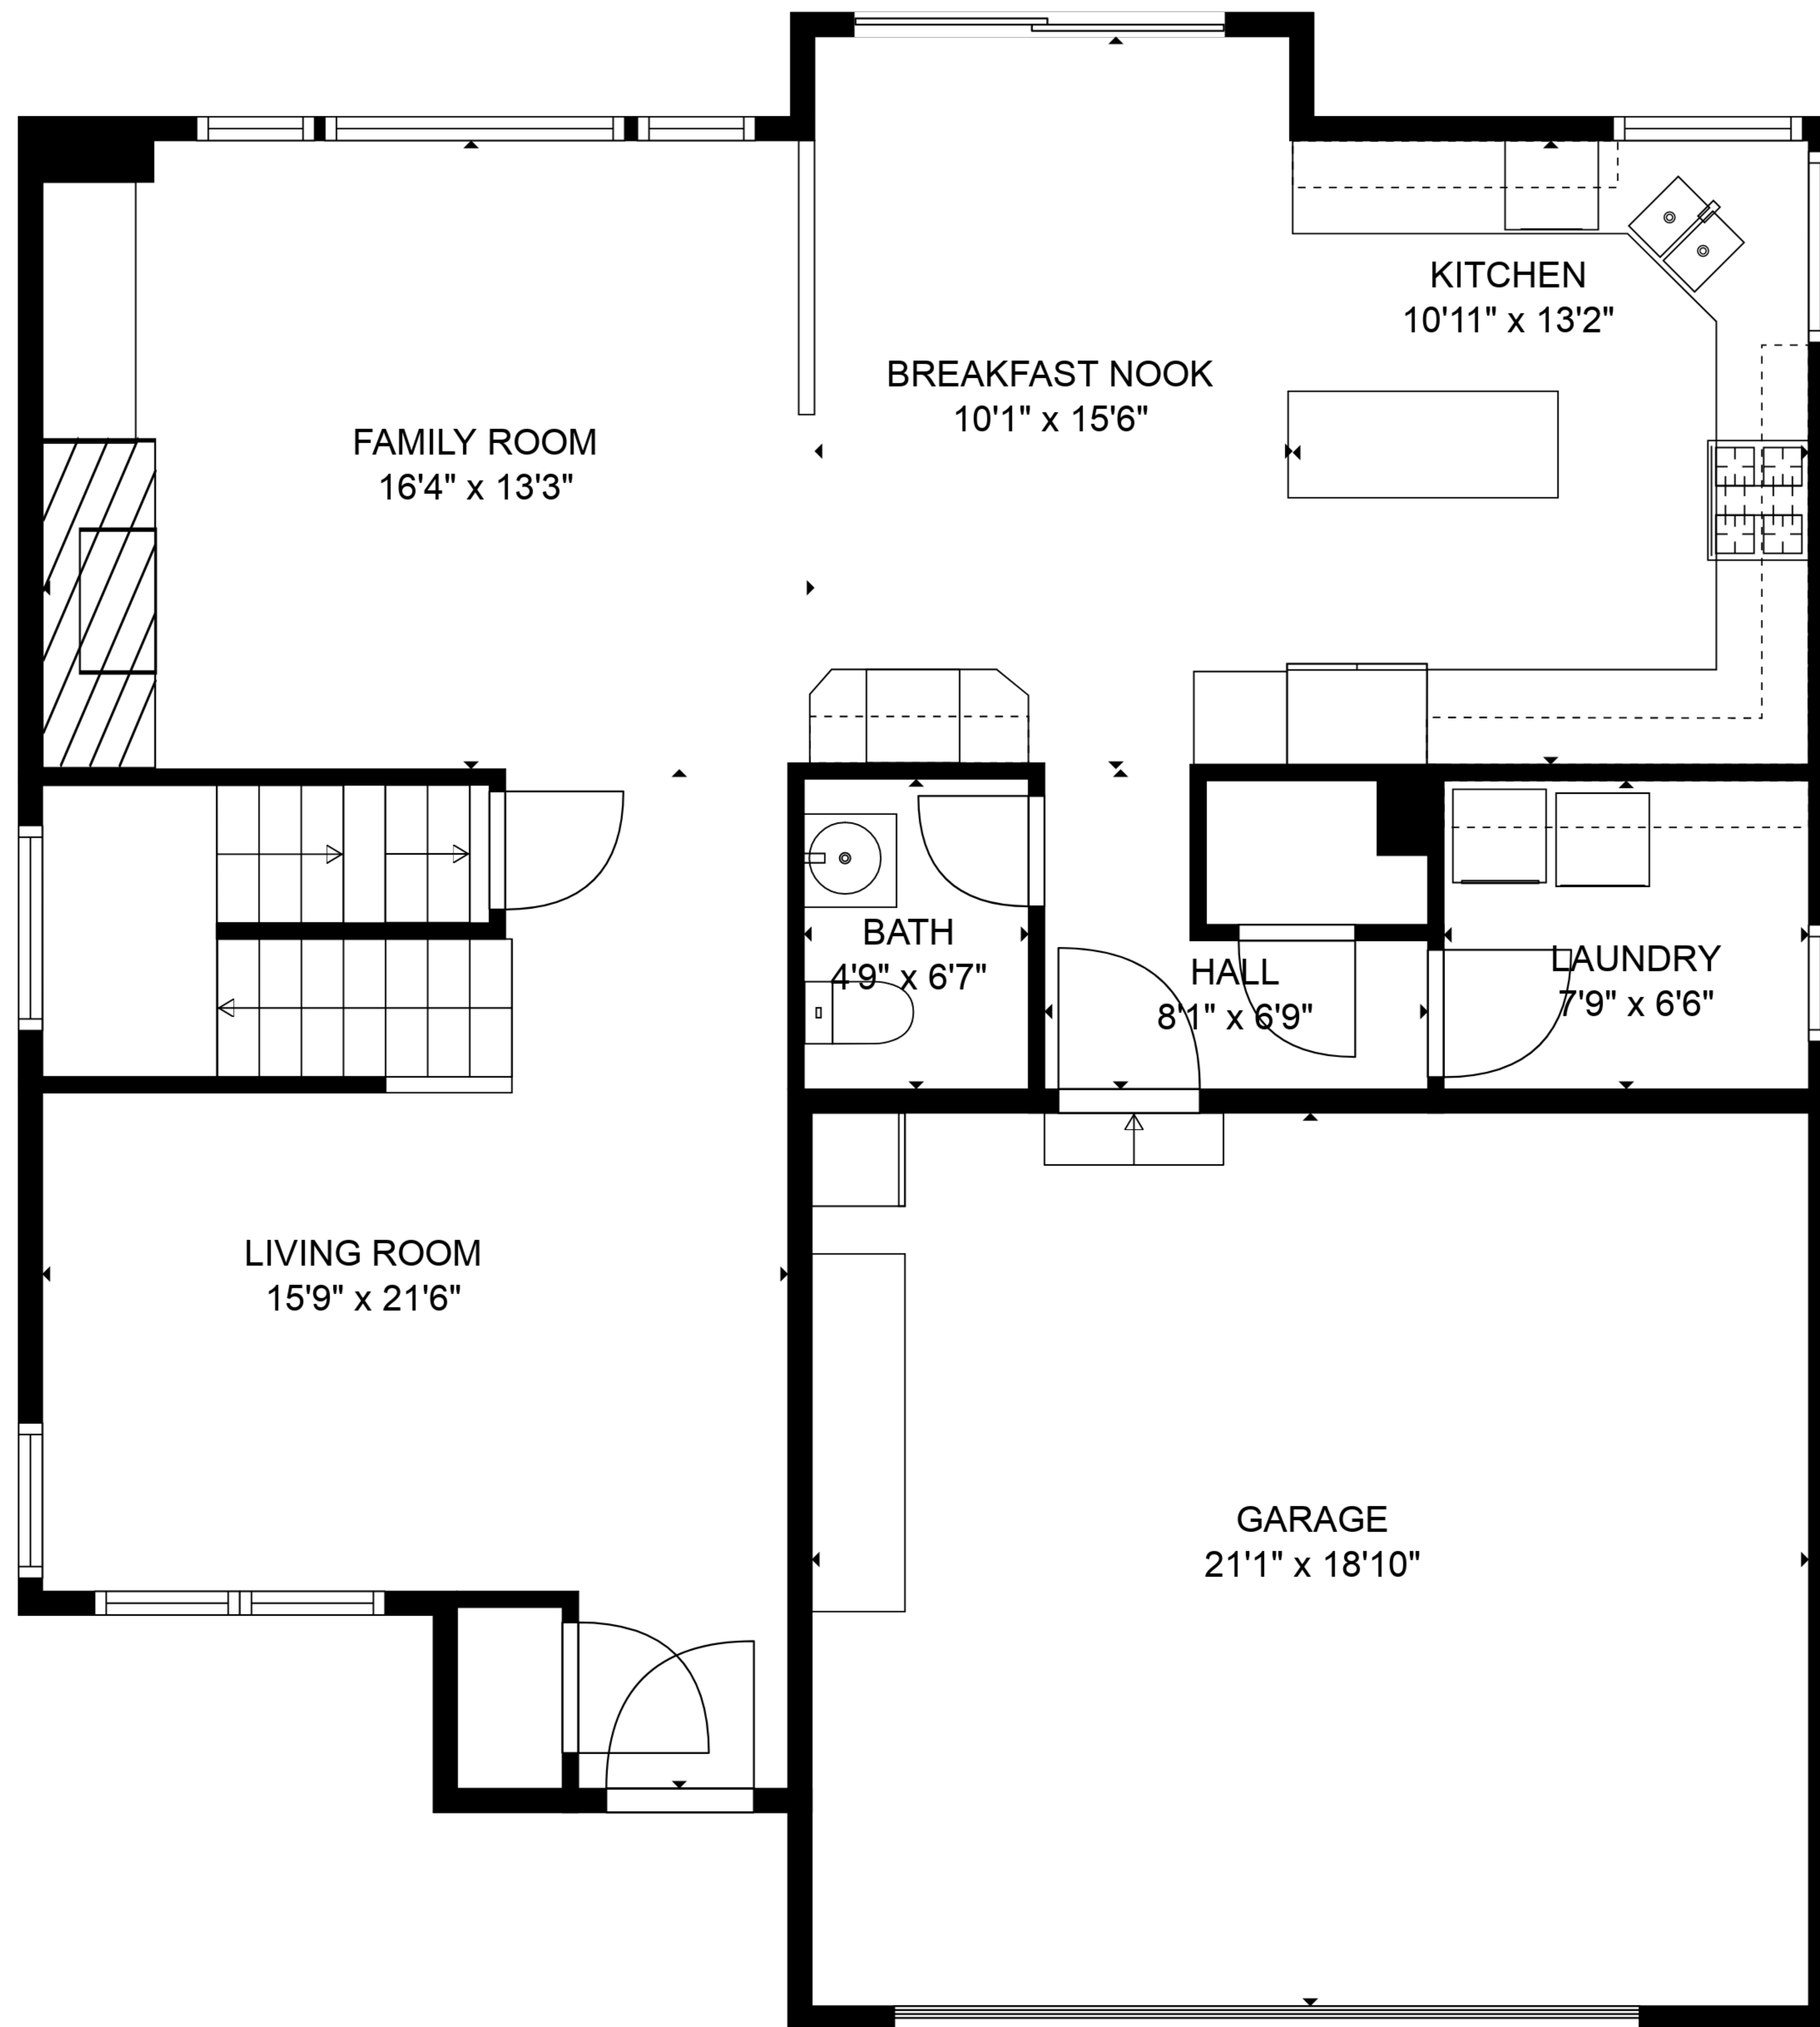 KITCHEN
10'11" x 13'2"
BREAKFAST NOOK
10'1" x 15'6"
FAMILY ROOM
16'4" x 13'3"
BATH
4'9" x 6'7"
HALL
8'1" x 6'9"
LAUNDRY
7'9" x 6'6"
LIVING ROOM
15'9" x 21'6"
GARAGE
21'1" x 18'10"